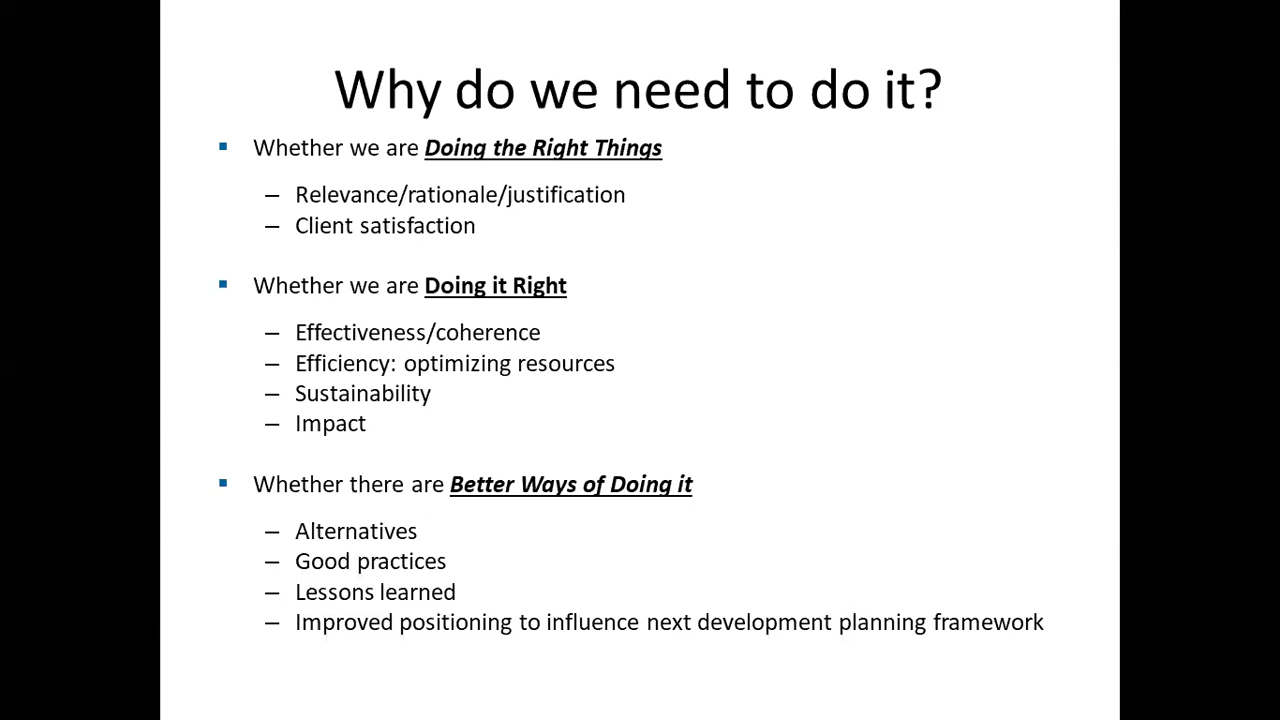 Why do we need to do it?
▪ Whether we are Doing the Right Things
– Relevance/rationale/justification
– Client satisfaction
▪ Whether we are Doing it Right
– Effectiveness/coherence
– Efficiency: optimizing resources
– Sustainability
– Impact
▪ Whether there are Better Ways of Doing it
– Alternatives
– Good practices
– Lessons learned
– Improved positioning to influence next development planning framework